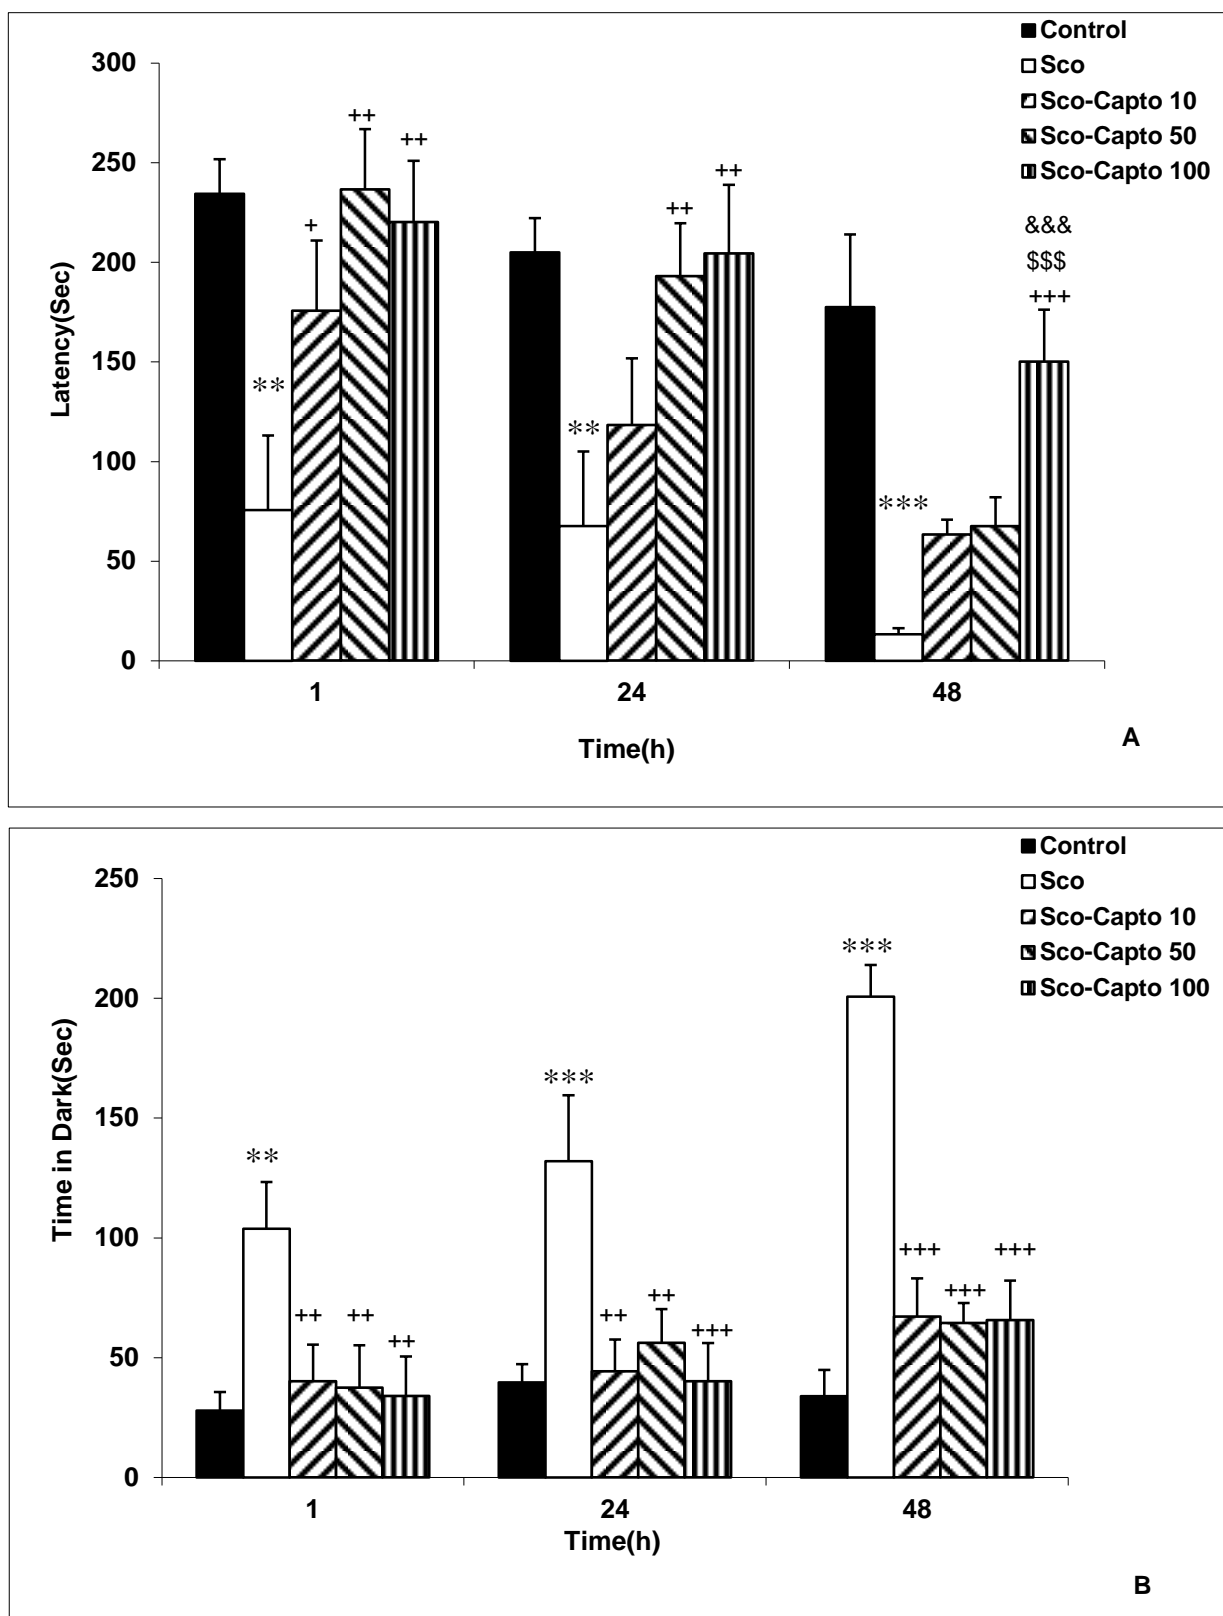 Control
Sco
Sco-Capto 10
Sco-Capto 50
Sco-Capto 100
300
250
200
150
100
50
0
Latency(Sec)
**
+
++
++
**
++
++
***
&&&
$$$
+++
1 24 48
Time(h)
A
Control
Sco
Sco-Capto 10
Sco-Capto 50
Sco-Capto 100
250
200
150
100
50
0
Time in Dark(Sec)
**
++
++
++
***
++
++
+++
***
+++
+++
+++
1 24 48
Time(h)
B